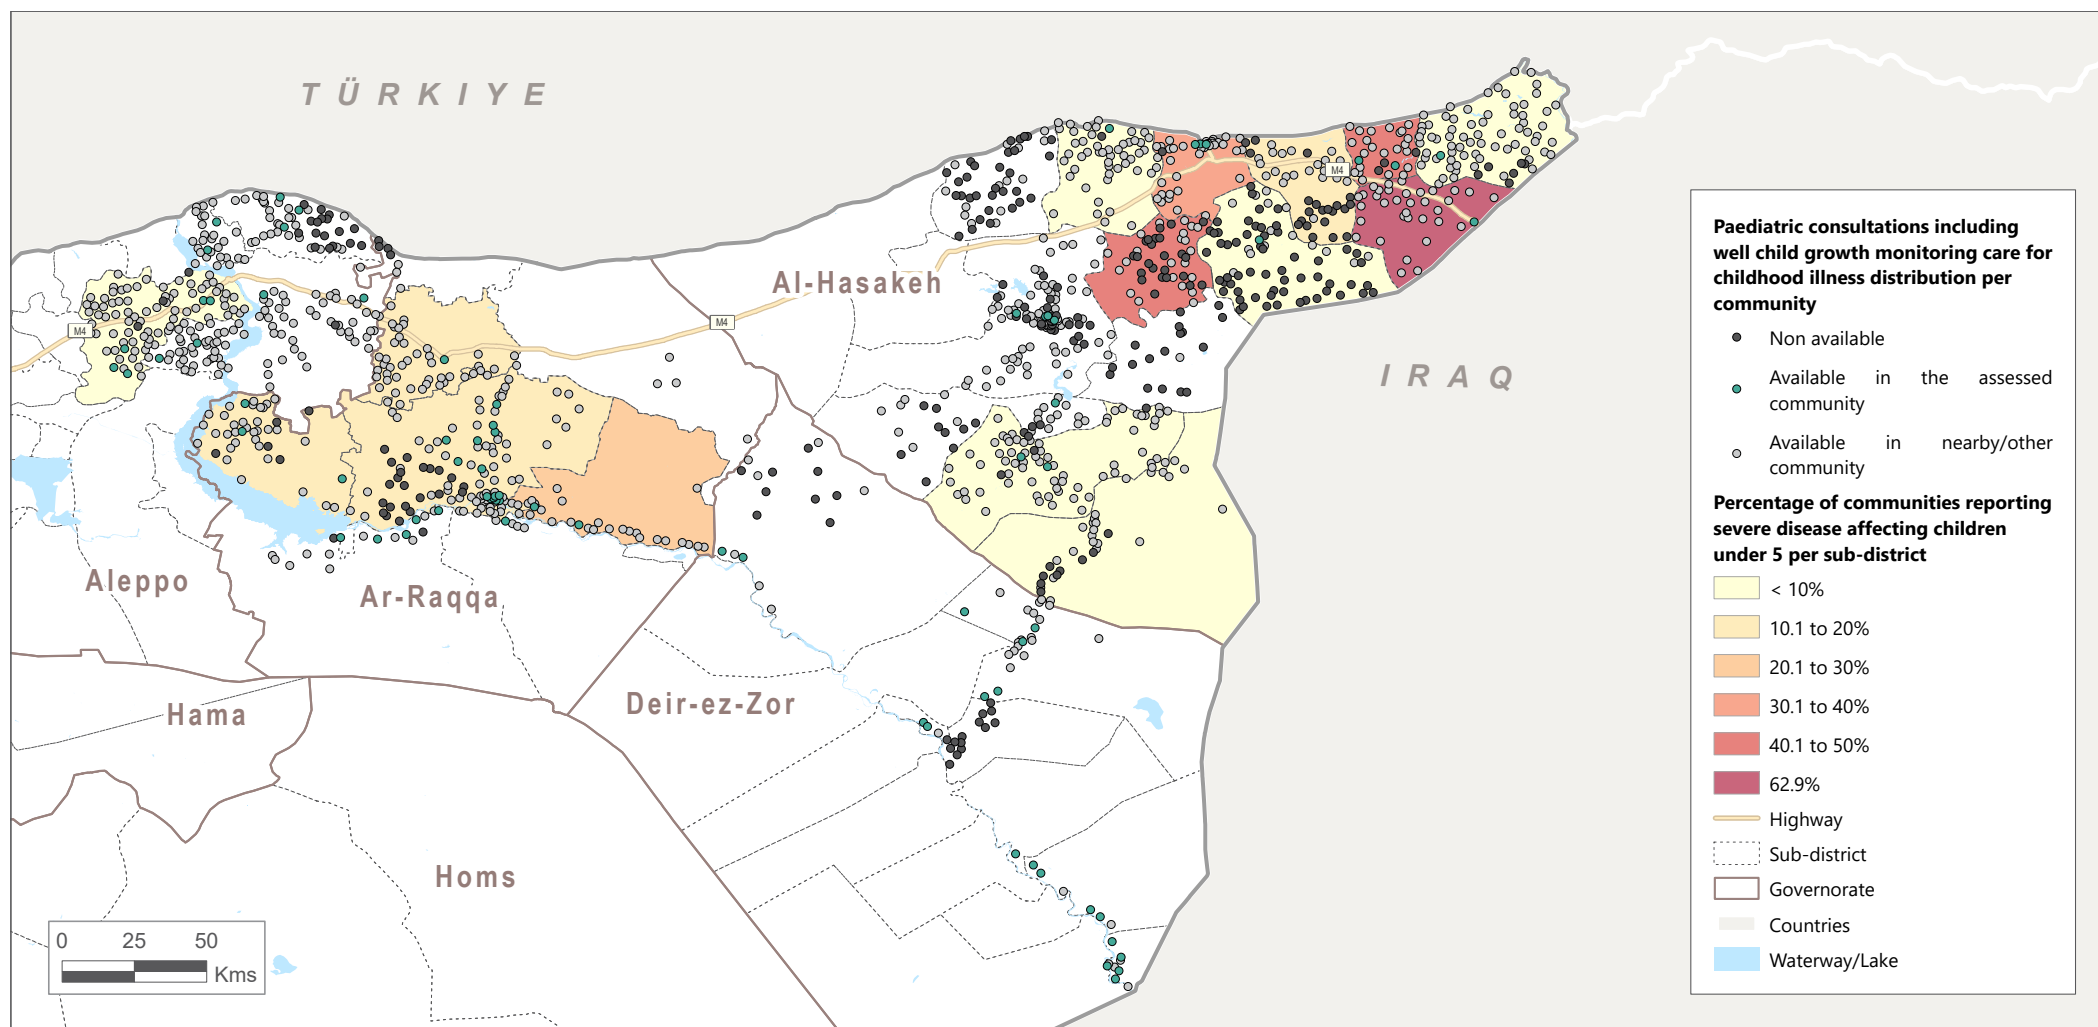 TÜRKIYE
M4
M4
M4
Al-Hasakeh
IRAQ
Aleppo
Ar-Raqqa
Hama
Deir-ez-Zor
Homs
0 25 50
Kms
Paediatric consultations including
well child growth monitoring care for
childhood illness distribution per
community
Non available
Available in the assessed
community
Available in nearby/other
community
Percentage of communities reporting
severe disease affecting children
under 5 per sub-district
< 10%
10.1 to 20%
20.1 to 30%
30.1 to 40%
40.1 to 50%
62.9%
Highway
Sub-district
Governorate
Countries
Waterway/Lake